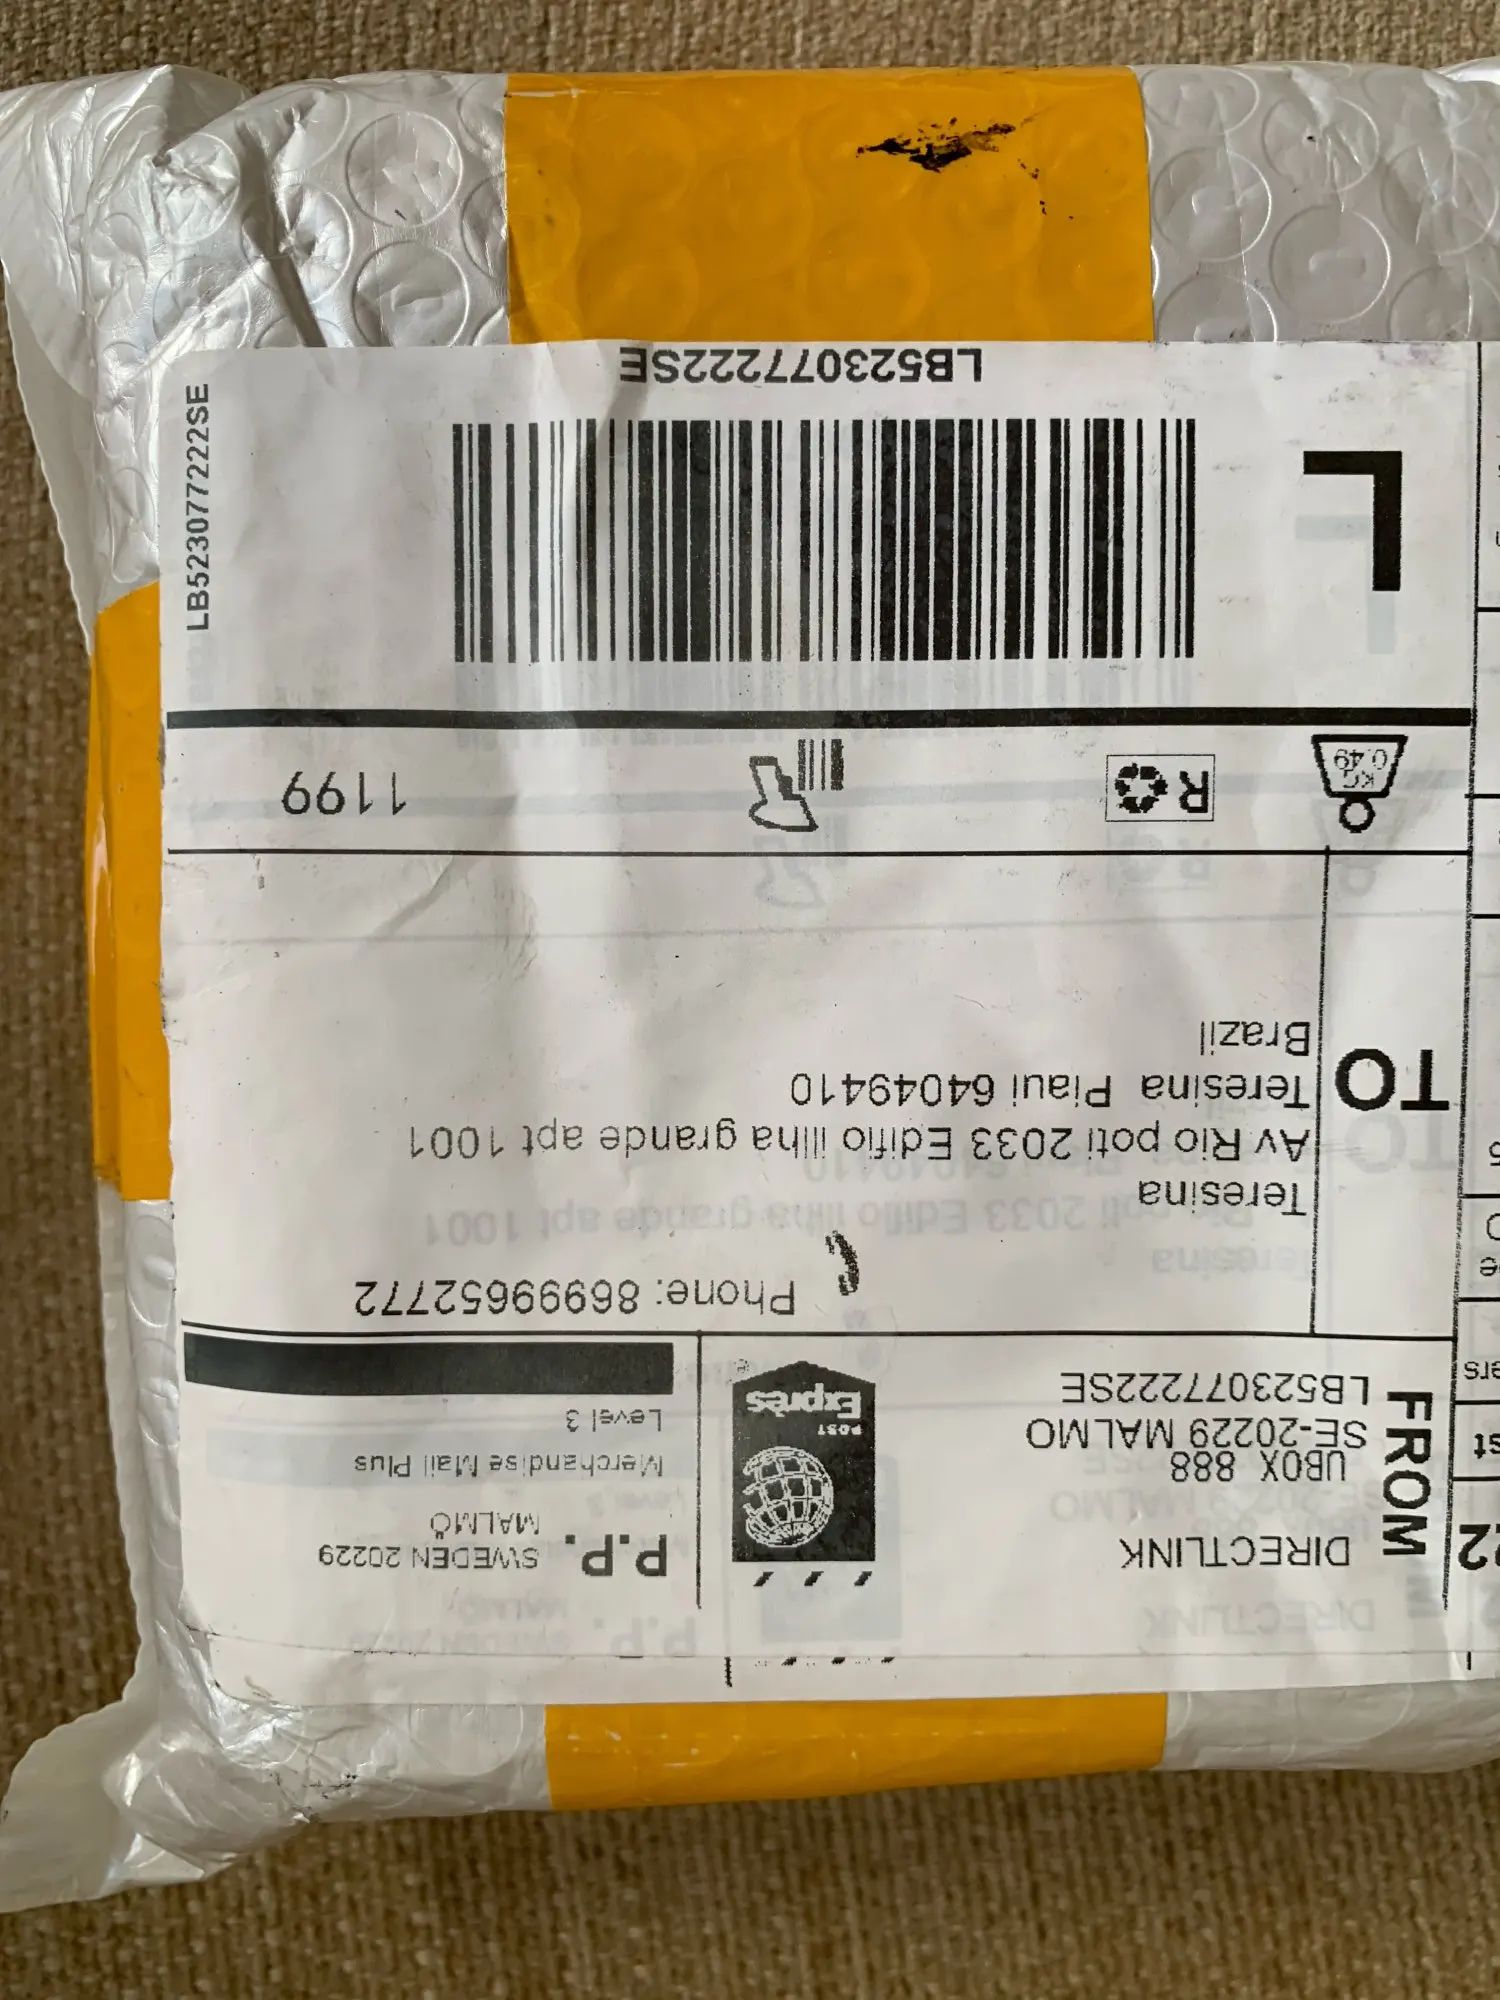 DIRECTLINK
UBOX 888
SE-20229 MALMO
LB523077222SE
FROM
POST
Exprès
P.P.
SWEDEN 20229
MALMÖ
Merchandise Mail Plus
Level 3
Phone: 86999652772
Teresina
Av Rio poti 2033 Edifio ilha grande apt 1001
Teresina Piaui 64049410
Brazil
TO
KG
0.49
R
1199
L
LB523077222SE
LB523077222SE